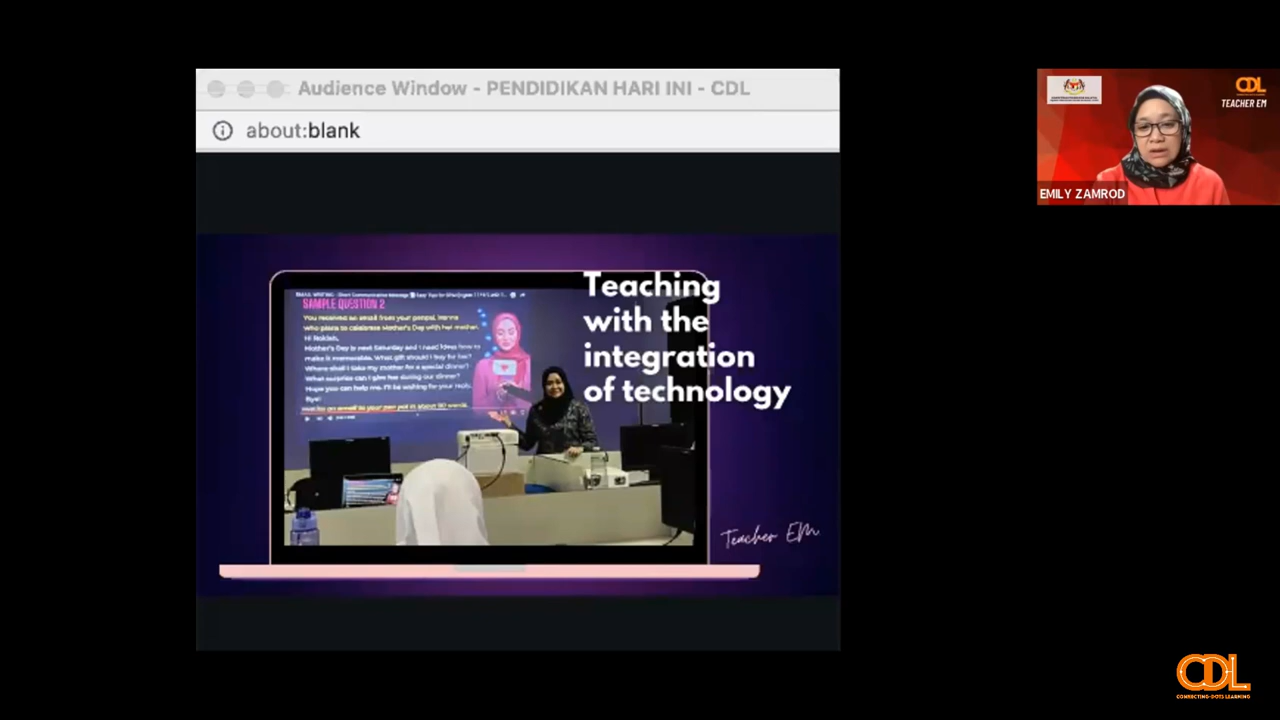 Audience Window - PENDIDIKAN HARI INI - CDL
about:blank
SAMPLE QUESTION 2
You received an email from your penpal,
who plans to celebrate Mother's Day with her mother.
Mother's Day is next Saturday and I need ideas how to
make it memorable. What gift should I buy for her?
Where shall I take my mother for a special dinner?
What surprise can I give her during our dinner?
Hope you can help me. I'll be waiting for your reply.
Bye!
Teaching
with the
integration
of technology
Teacher EM
CDL
TEACHER EM
EMILY ZAMROD
CDL
CONNECTING-DOTS LEARNING